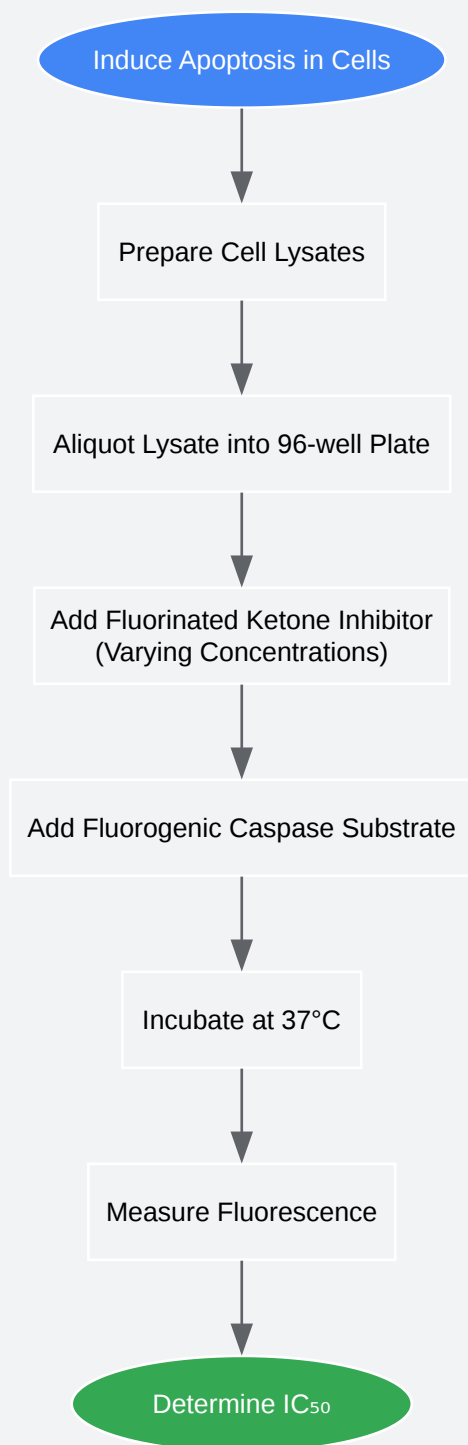 Induce Apoptosis in Cells
Prepare Cell Lysates
Aliquot Lysate into 96-well Plate
Add Fluorinated Ketone Inhibitor
(Varying Concentrations)
Add Fluorogenic Caspase Substrate
Incubate at 37°C
Measure Fluorescence
Determine IC₅₀